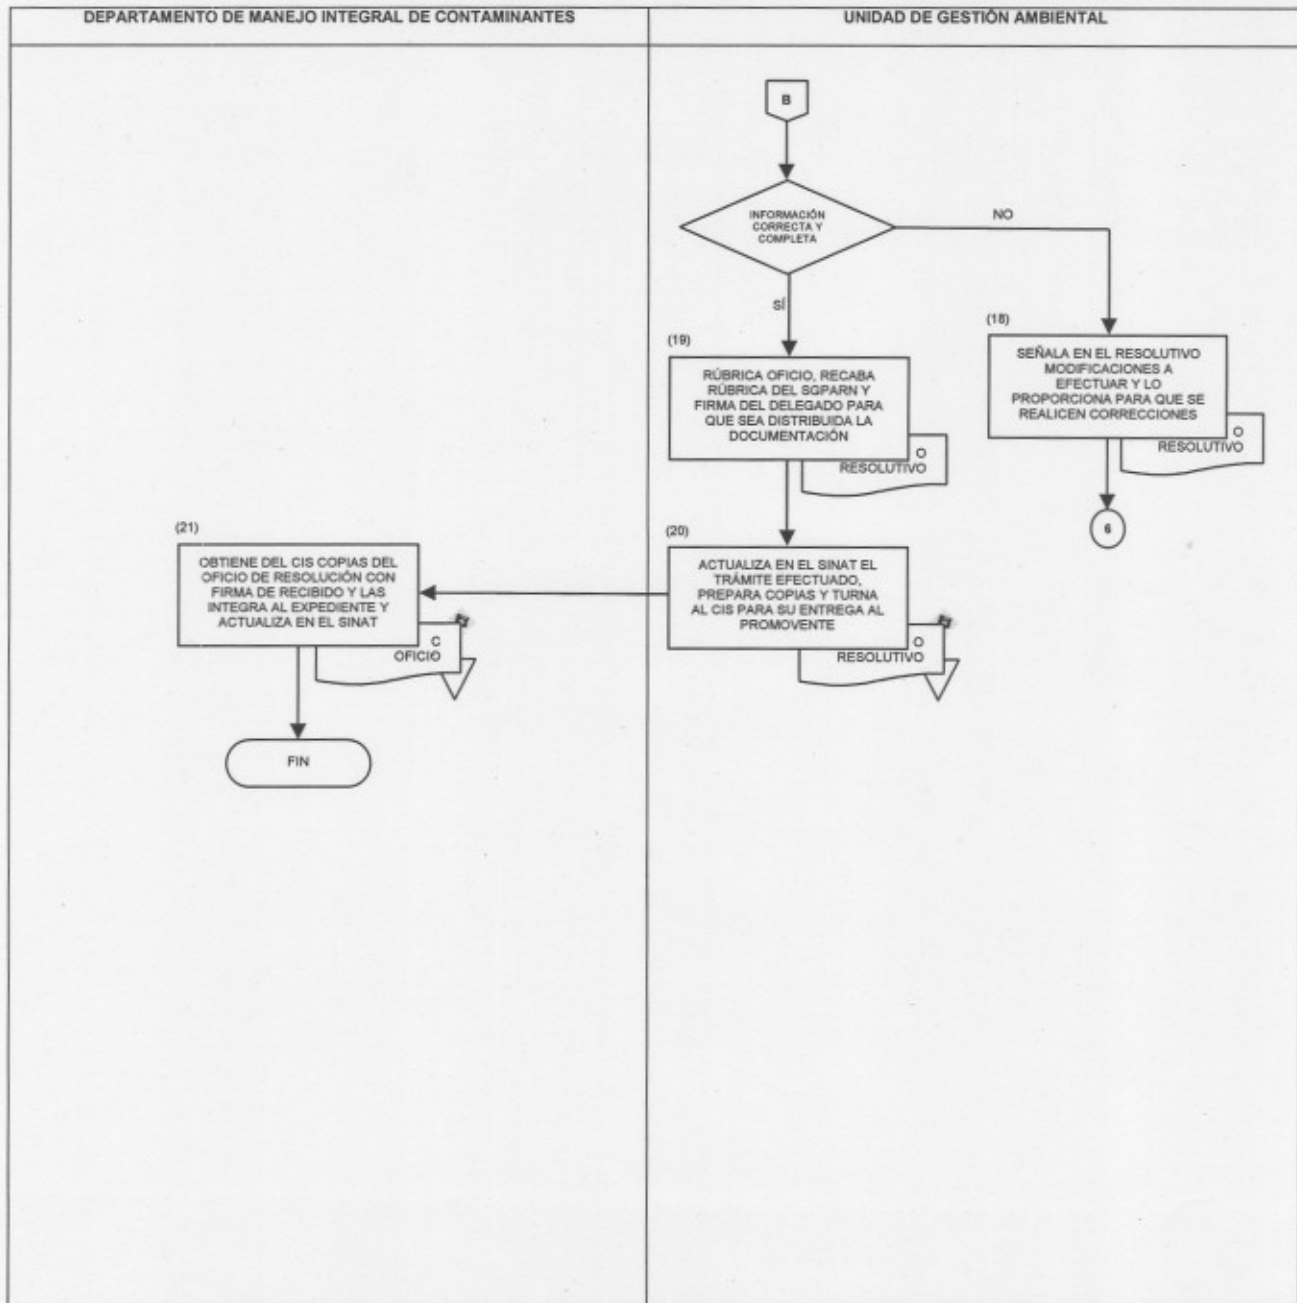 DEPARTAMENTO DE MANEJO INTEGRAL DE CONTAMINANTES
UNIDAD DE GESTIÓN AMBIENTAL
B
INFORMACIÓN
CORRECTA Y
COMPLETA
NO
SÍ
(18)
SEÑALA EN EL RESOLUTIVO
MODIFICACIONES A
EFECTUAR Y LO
PROPORCIONA PARA QUE SE
REALICEN CORRECCIONES
O
RESOLUTIVO
6
(19)
RÚBRICA OFICIO, RECABA
RÚBRICA DEL SGPARN Y
FIRMA DEL DELEGADO PARA
QUE SEA DISTRIBUIDA LA
DOCUMENTACIÓN
O
RESOLUTIVO
(20)
ACTUALIZA EN EL SINAT EL
TRÁMITE EFECTUADO,
PREPARA COPIAS Y TURNA
AL CIS PARA SU ENTREGA AL
PROMOVENTE
O
RESOLUTIVO
(21)
OBTIENE DEL CIS COPIAS DEL
OFICIO DE RESOLUCIÓN CON
FIRMA DE RECIBIDO Y LAS
INTEGRA AL EXPEDIENTE Y
ACTUALIZA EN EL SINAT
C
OFICIO
FIN